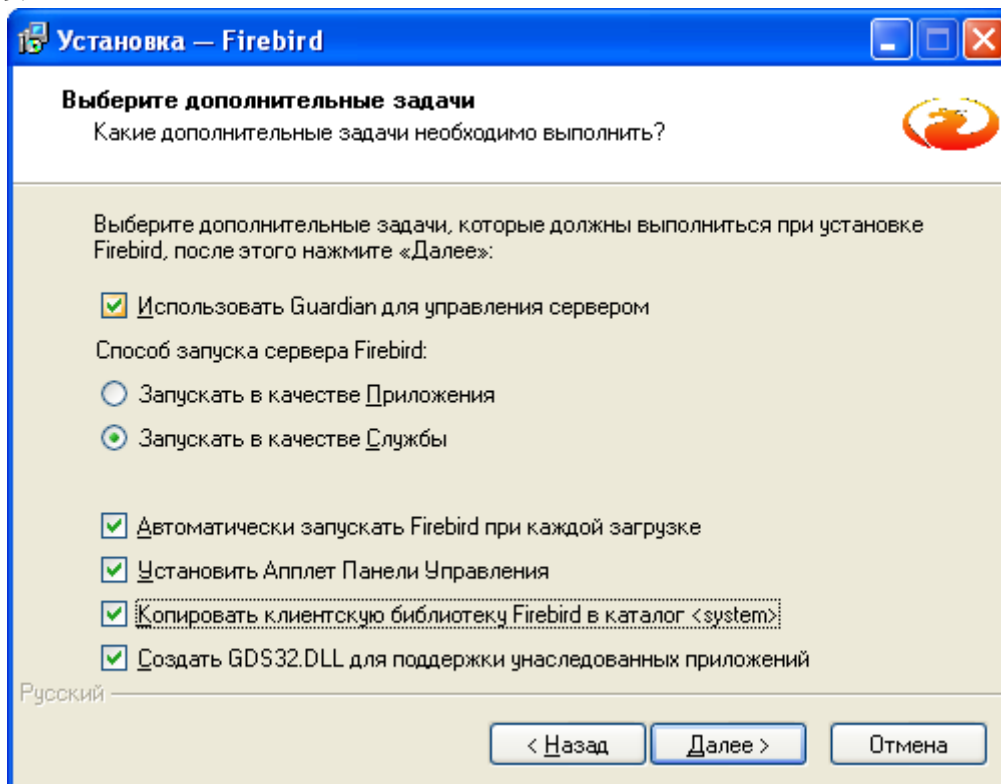 Установка — Firebird
Выберите дополнительные задачи
Какие дополнительные задачи необходимо выполнить?
Выберите дополнительные задачи, которые должны выполниться при установке
Firebird, после этого нажмите «Далее»:
Использовать Guardian для управления сервером
Способ запуска сервера Firebird:
Запускать в качестве Приложения
Запускать в качестве Службы
Автоматически запускать Firebird при каждой загрузке
Установить Апплет Панели Управления
Копировать клиентскую библиотеку Firebird в каталог <system>
Создать GDS32.DLL для поддержки унаследованных приложений
Русский
< Назад Далее > Отмена